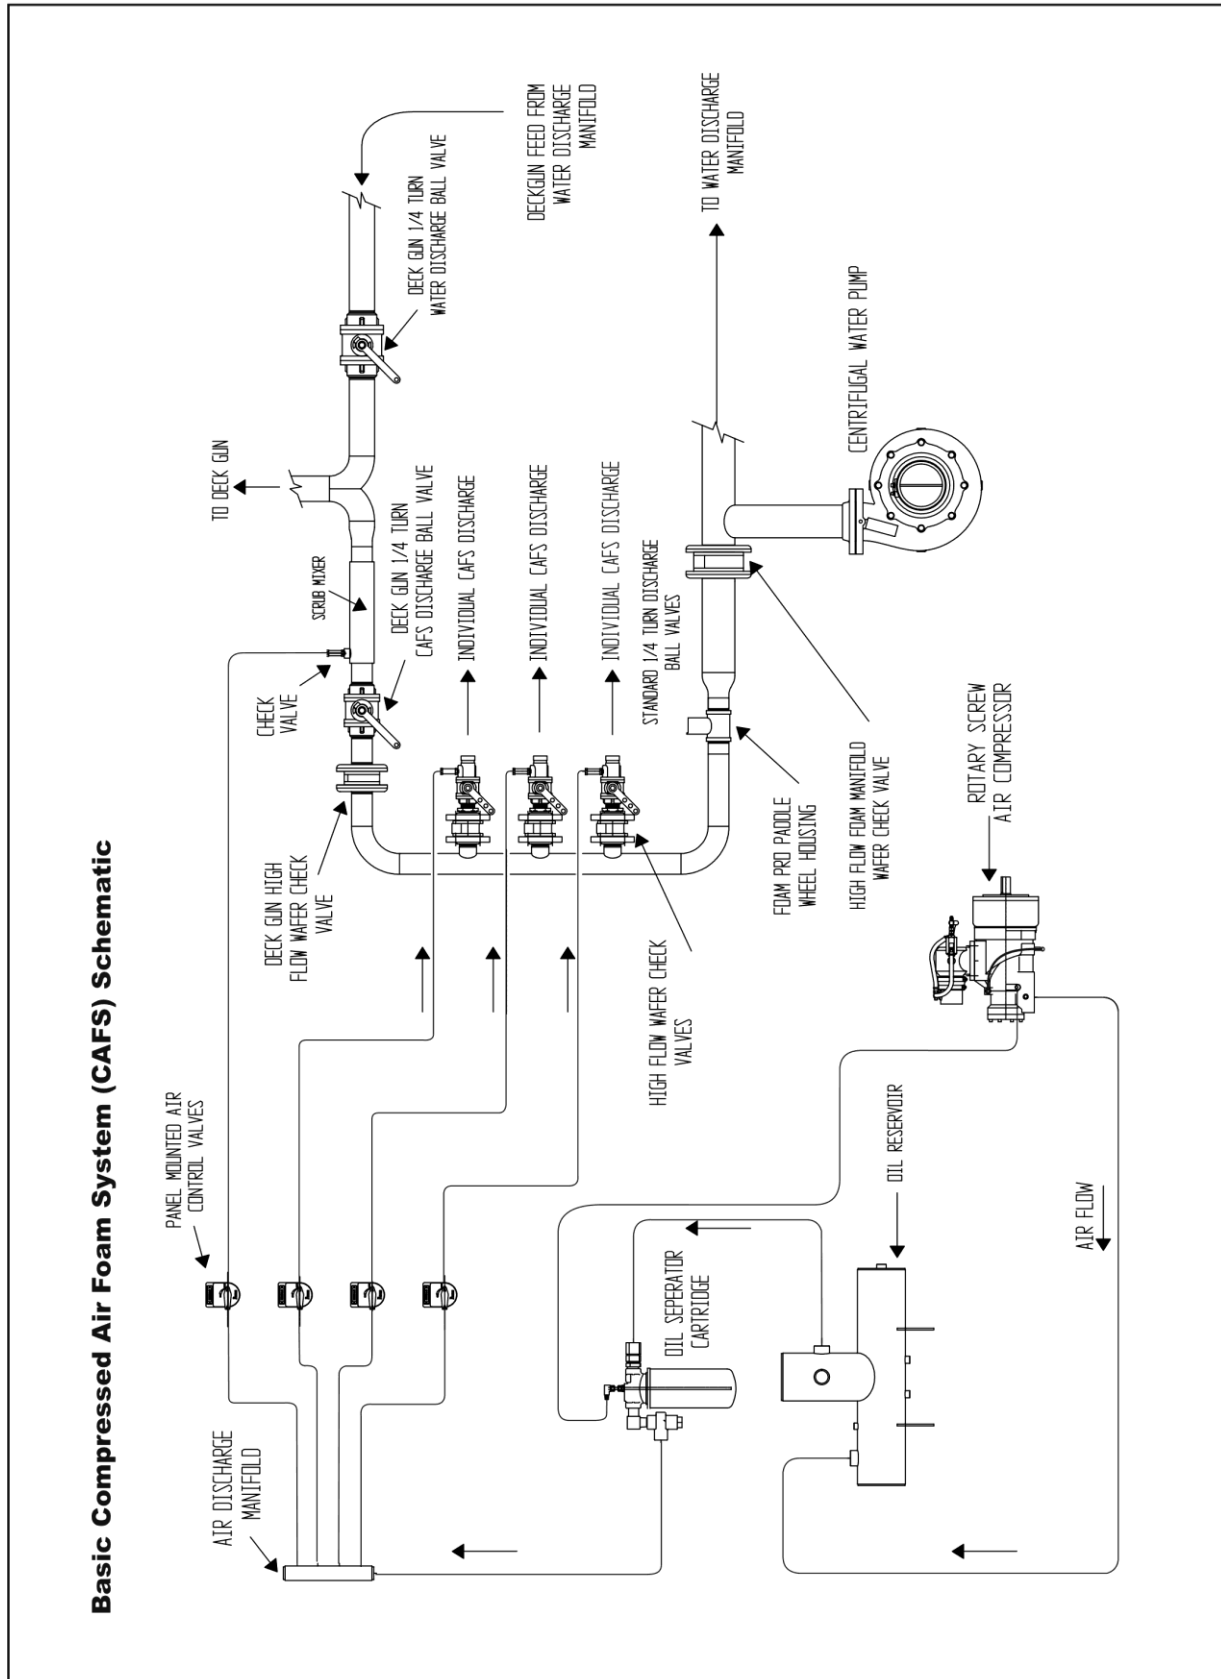 Basic Compressed Air Foam System (CAFS) Schematic
AIR DISCHARGE
MANIFOLD
PANEL MOUNTED AIR
CONTROL VALVES
DECK GUN HIGH
FLOW WAFER CHECK
VALVE
CHECK
VALVE
SCRUB MIXER
TO DECK GUN
DECK GUN 1/4 TURN
WATER DISCHARGE BALL VALVE
DECKGUN FEED FROM
WATER DISCHARGE
MANIFOLD
DECK GUN 1/4 TURN
CAFS DISCHARGE BALL VALVE
INDIVIDUAL CAFS DISCHARGE
INDIVIDUAL CAFS DISCHARGE
INDIVIDUAL CAFS DISCHARGE
STANDARD 1/4 TURN DISCHARGE
BALL VALVES
TO WATER DISCHARGE
MANIFOLD
HIGH FLOW WAFER CHECK
VALVES
FOAM PRO PADDLE
WHEEL HOUSING
HIGH FLOW FOAM MANIFOLD
WAFER CHECK VALVE
CENTRIFUGAL WATER PUMP
OIL SEPERATOR
CARTRIDGE
OIL RESERVOIR
ROTARY SCREW
AIR COMPRESSOR
AIR FLOW